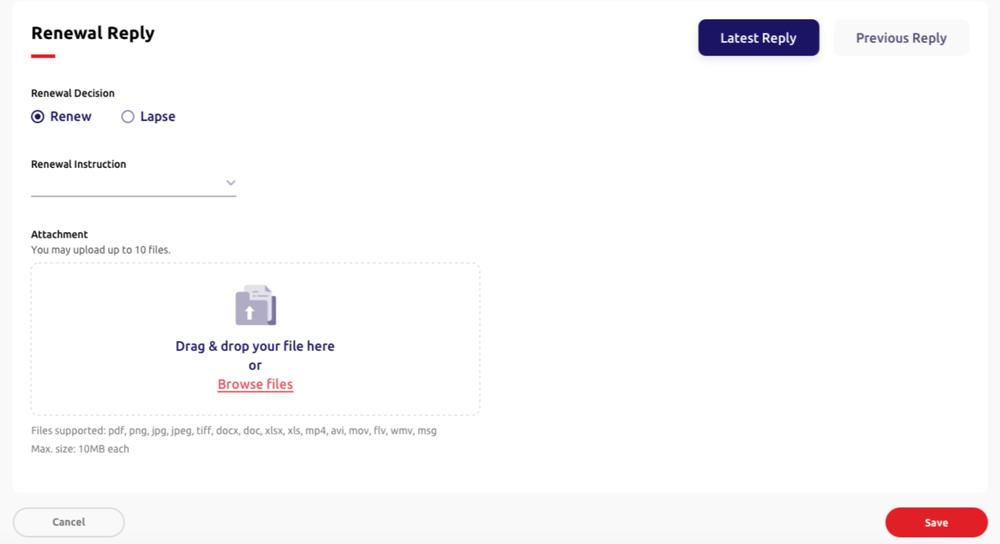 Renewal Reply
Latest Reply
Previous Reply
Renewal Decision
Renew
Lapse
Renewal Instruction
Attachment
You may upload up to 10 files.
Drag & drop your file here
or
Browse files
Files supported: pdf, png, jpg, jpeg, tiff, docx, doc, xlsx, xls, mp4, avi, mov, flv, wmv, msg
Max. size: 10MB each
Cancel
Save